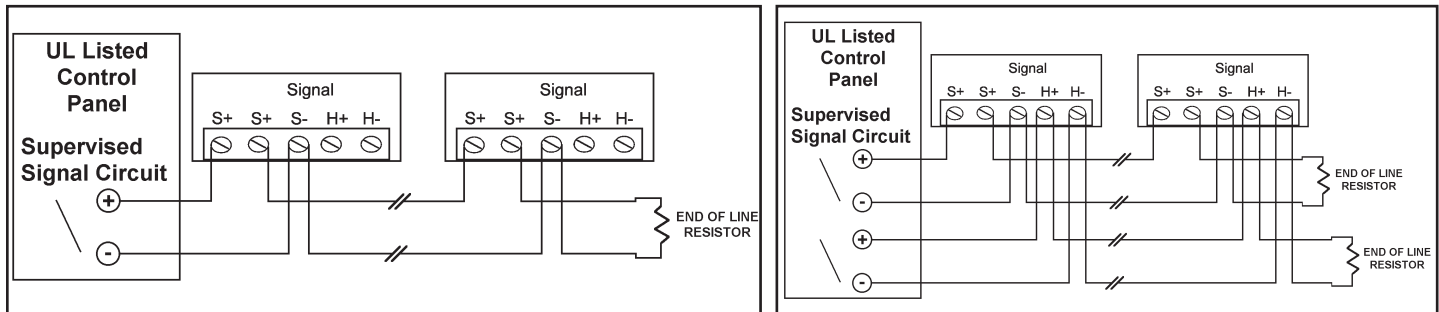 UL Listed
Control
Panel
Supervised
Signal Circuit
+
-
Signal
S+ S+ S- H+ H-
Signal
S+ S+ S- H+ H-
END OF LINE
RESISTOR
UL Listed
Control
Panel
Supervised
Signal Circuit
+
-
+
-
Signal
S+ S+ S- H+ H-
Signal
S+ S+ S- H+ H-
END OF LINE
RESISTOR
END OF LINE
RESISTOR